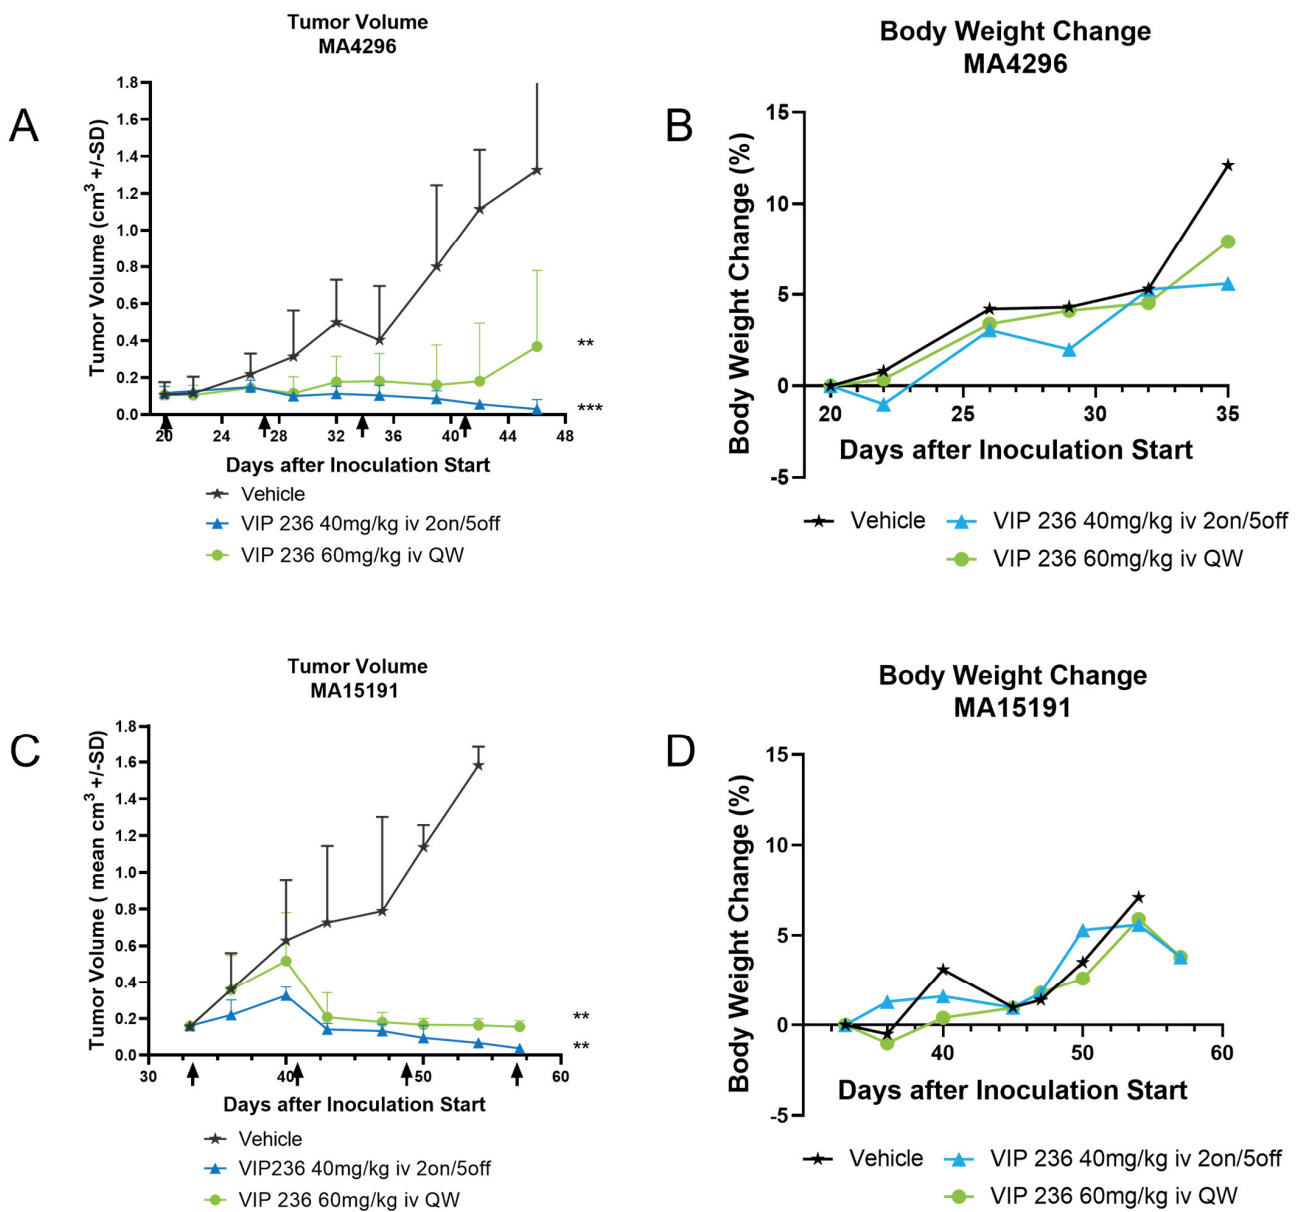 Tumor Volume
MA4296
A
Tumor Volume (cm³ +/-SD)
1.8
1.6
1.4
1.2
1.0
0.8
0.6
0.4
0.2
0.0
**
***
20 24 28 32 36 40 44 48
Days after Inoculation Start
Vehicle
VIP 236 40mg/kg iv 2on/5off
VIP 236 60mg/kg iv QW
Body Weight Change
MA4296
B
Body Weight Change (%)
15
10
5
0
-5
20 25 30 35
Days after Inoculation Start
Vehicle
VIP 236 40mg/kg iv 2on/5off
VIP 236 60mg/kg iv QW
Tumor Volume
MA15191
C
Tumor Volume ( mean cm³ +/-SD)
1.8
1.6
1.4
1.2
1.0
0.8
0.6
0.4
0.2
0.0
**
**
30 40 50 60
Days after Inoculation Start
Vehicle
VIP236 40mg/kg iv 2on/5off
VIP 236 60mg/kg iv QW
Body Weight Change
MA15191
D
Body Weight Change (%)
15
10
5
0
-5
40 50 60
Days after Inoculation Start
Vehicle
VIP 236 40mg/kg iv 2on/5off
VIP 236 60mg/kg iv QW